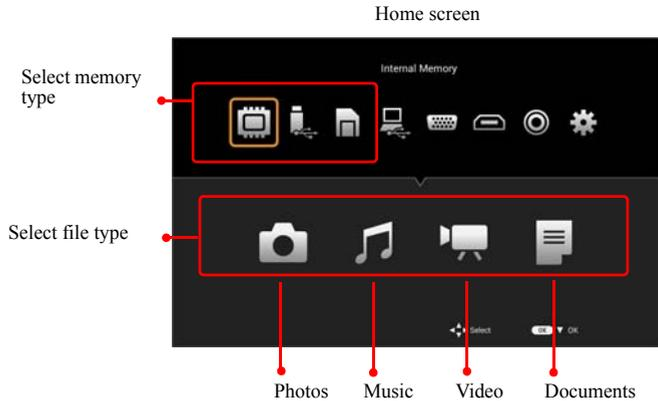 Home screen
Internal Memory
Select memory
type
Select file type
Select
OK ▼ OK
Photos Music Video Documents